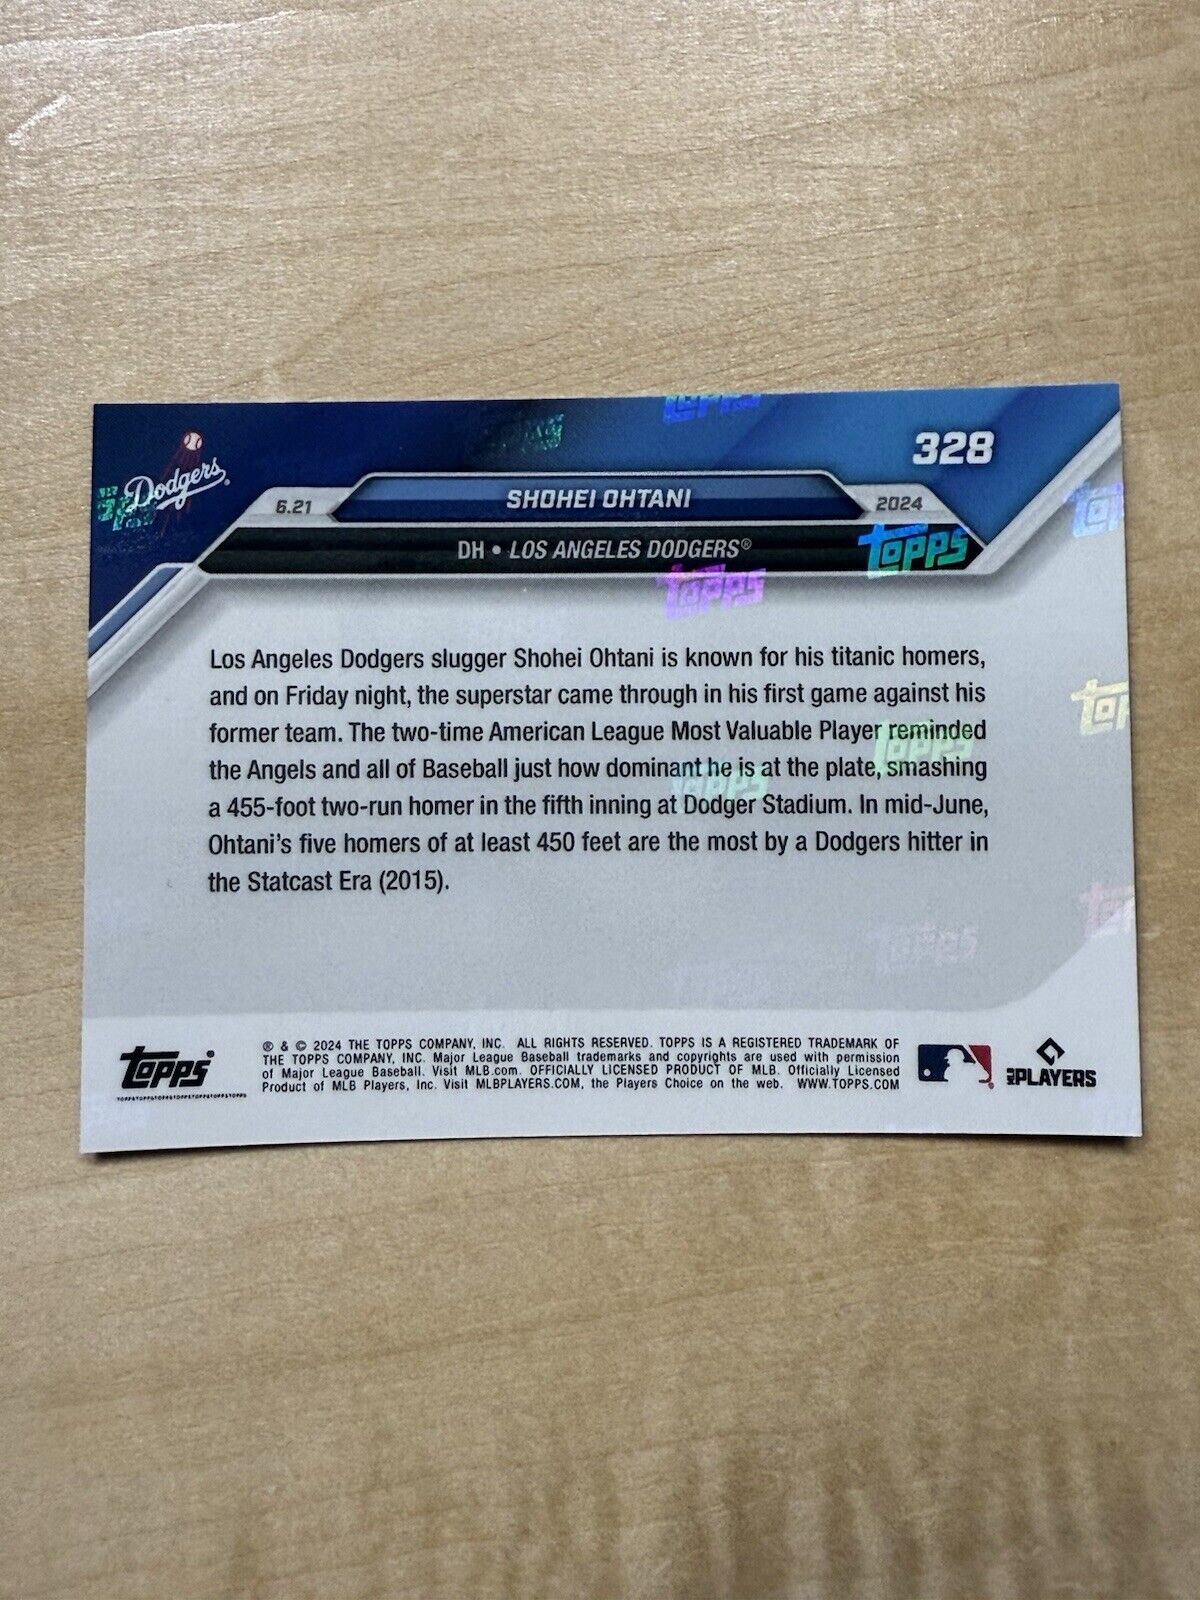 Dodgers
328
6.21 SHOHEI OHTANI 2024
DH • LOS ANGELES DODGERS®
Los Angeles Dodgers slugger Shohei Ohtani is known for his titanic homers,
and on Friday night, the superstar came through in his first game against his
former team. The two-time American League Most Valuable Player reminded
the Angels and all of Baseball just how dominant he is at the plate, smashing
a 455-foot two-run homer in the fifth inning at Dodger Stadium. In mid-June,
Ohtani's five homers of at least 450 feet are the most by a Dodgers hitter in
the Statcast Era (2015).
Topps
® & © 2024 THE TOPPS COMPANY, INC. ALL RIGHTS RESERVED. TOPPS IS A REGISTERED TRADEMARK OF
THE TOPPS COMPANY, INC. Major League Baseball trademarks and copyrights are used with permission
of Major League Baseball. Visit MLB.com. OFFICIALLY LICENSED PRODUCT OF MLB. Officially Licensed
Product of MLB Players, Inc. Visit MLBPLAYERS.COM, the Players Choice on the web. WWW.TOPPS.COM
MLB PLAYERS
Topps
Topps
Topps
Topps
Topps